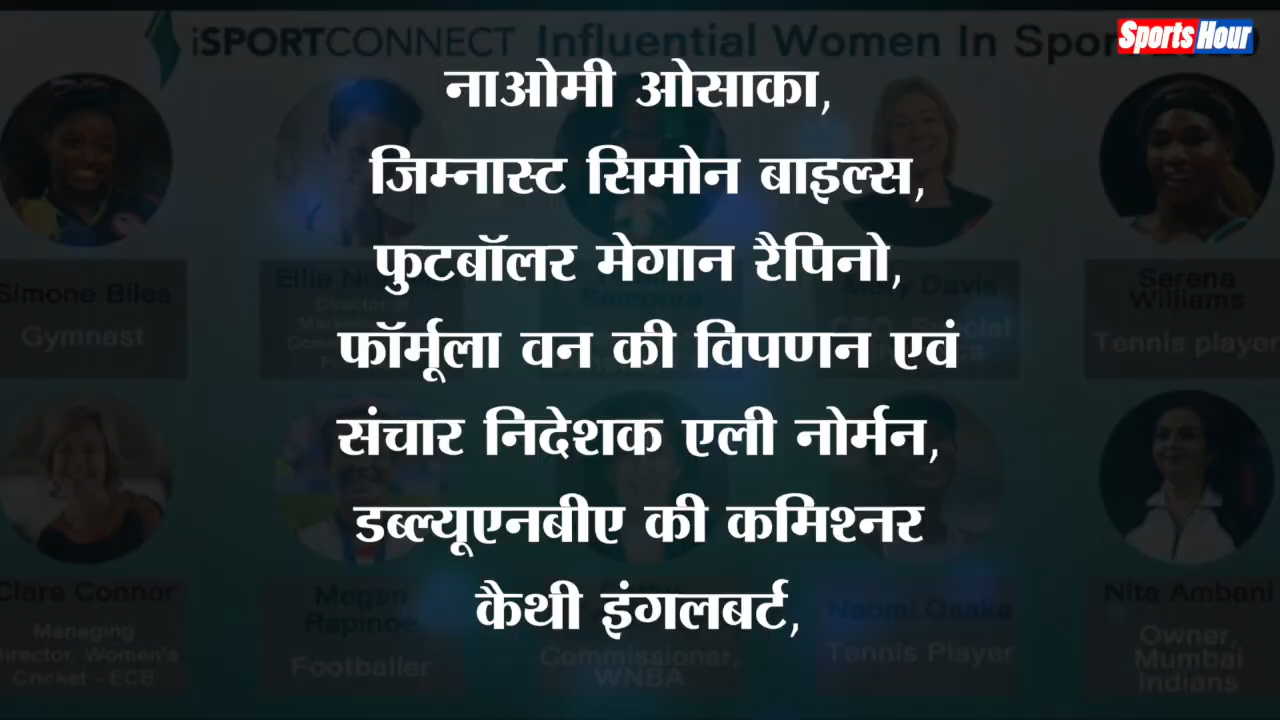 iSPORTCONNECT Influential Women In Spor
Sports Hour
नाओमी ओसाका,
जिम्नास्ट सिमोन बाइल्स,
फुटबॉलर मेगान रैपिनो,
फॉर्मूला वन की विपणन एवं
संचार निदेशक एली नोर्मन,
डब्ल्यूएनबीए की कमिश्नर
कैथी इंगलबर्ट,
Simone Biles
Gymnast
Ellie
Davis
Serena
Williams
Tennis player
Clare Connor
Managing
Director, Women's
Cricket - ECB
Megan
Rapinoe
Footballer
Commissioner,
WNBA
Naomi Osaka
Tennis Player
Nita Ambani
Owner,
Mumbai
Indians